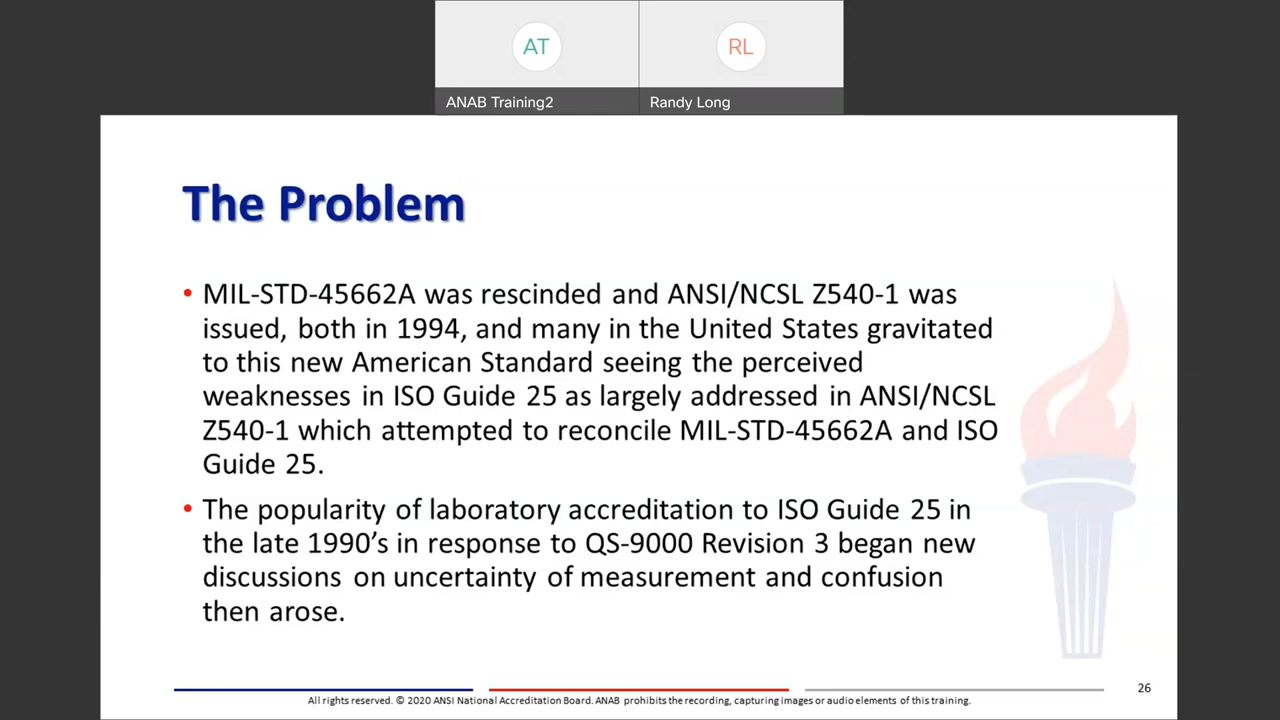 AT
RL
ANAB Training2
Randy Long
The Problem
• MIL-STD-45662A was rescinded and ANSI/NCSL Z540-1 was
issued, both in 1994, and many in the United States gravitated
to this new American Standard seeing the perceived
weaknesses in ISO Guide 25 as largely addressed in ANSI/NCSL
Z540-1 which attempted to reconcile MIL-STD-45662A and ISO
Guide 25.
• The popularity of laboratory accreditation to ISO Guide 25 in
the late 1990’s in response to QS-9000 Revision 3 began new
discussions on uncertainty of measurement and confusion
then arose.
26
All rights reserved. © 2020 ANSI National Accreditation Board. ANAB prohibits the recording, capturing images or audio elements of this training.